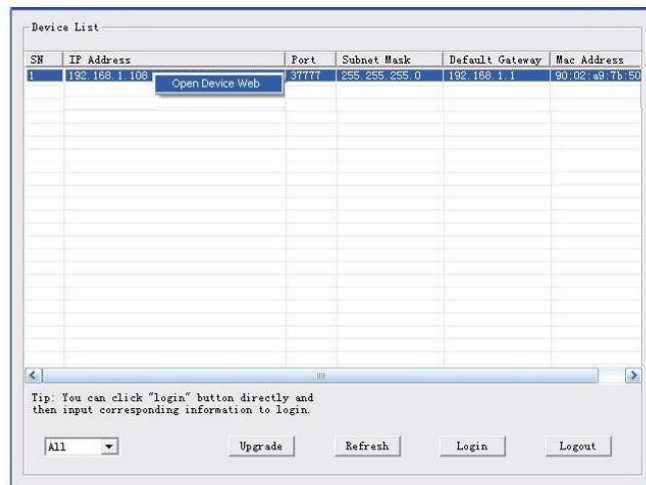 Device List
SN IP Address Port Subnet Mask Default Gateway Mac Address
1 192.168.1.108 37777 255.255.255.0 192.168.1.1 90:02:a9:7b:50
Open Device Web
Tip: You can click "login" button directly and
then input corresponding information to login.
All Upgrade Refresh Login Logout